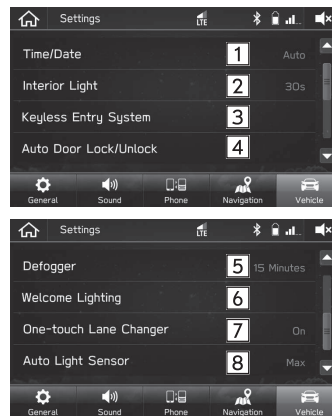 Settings LTE
Time/Date 1 Auto
Interior Light 2 30s
Keyless Entry System 3
Auto Door Lock/Unlock 4
General Sound Phone Navigation Vehicle
Settings LTE
Defogger 5 15 Minutes
Welcome Lighting 6
One-touch Lane Changer 7 On
Auto Light Sensor 8 Max
General Sound Phone Navigation Vehicle